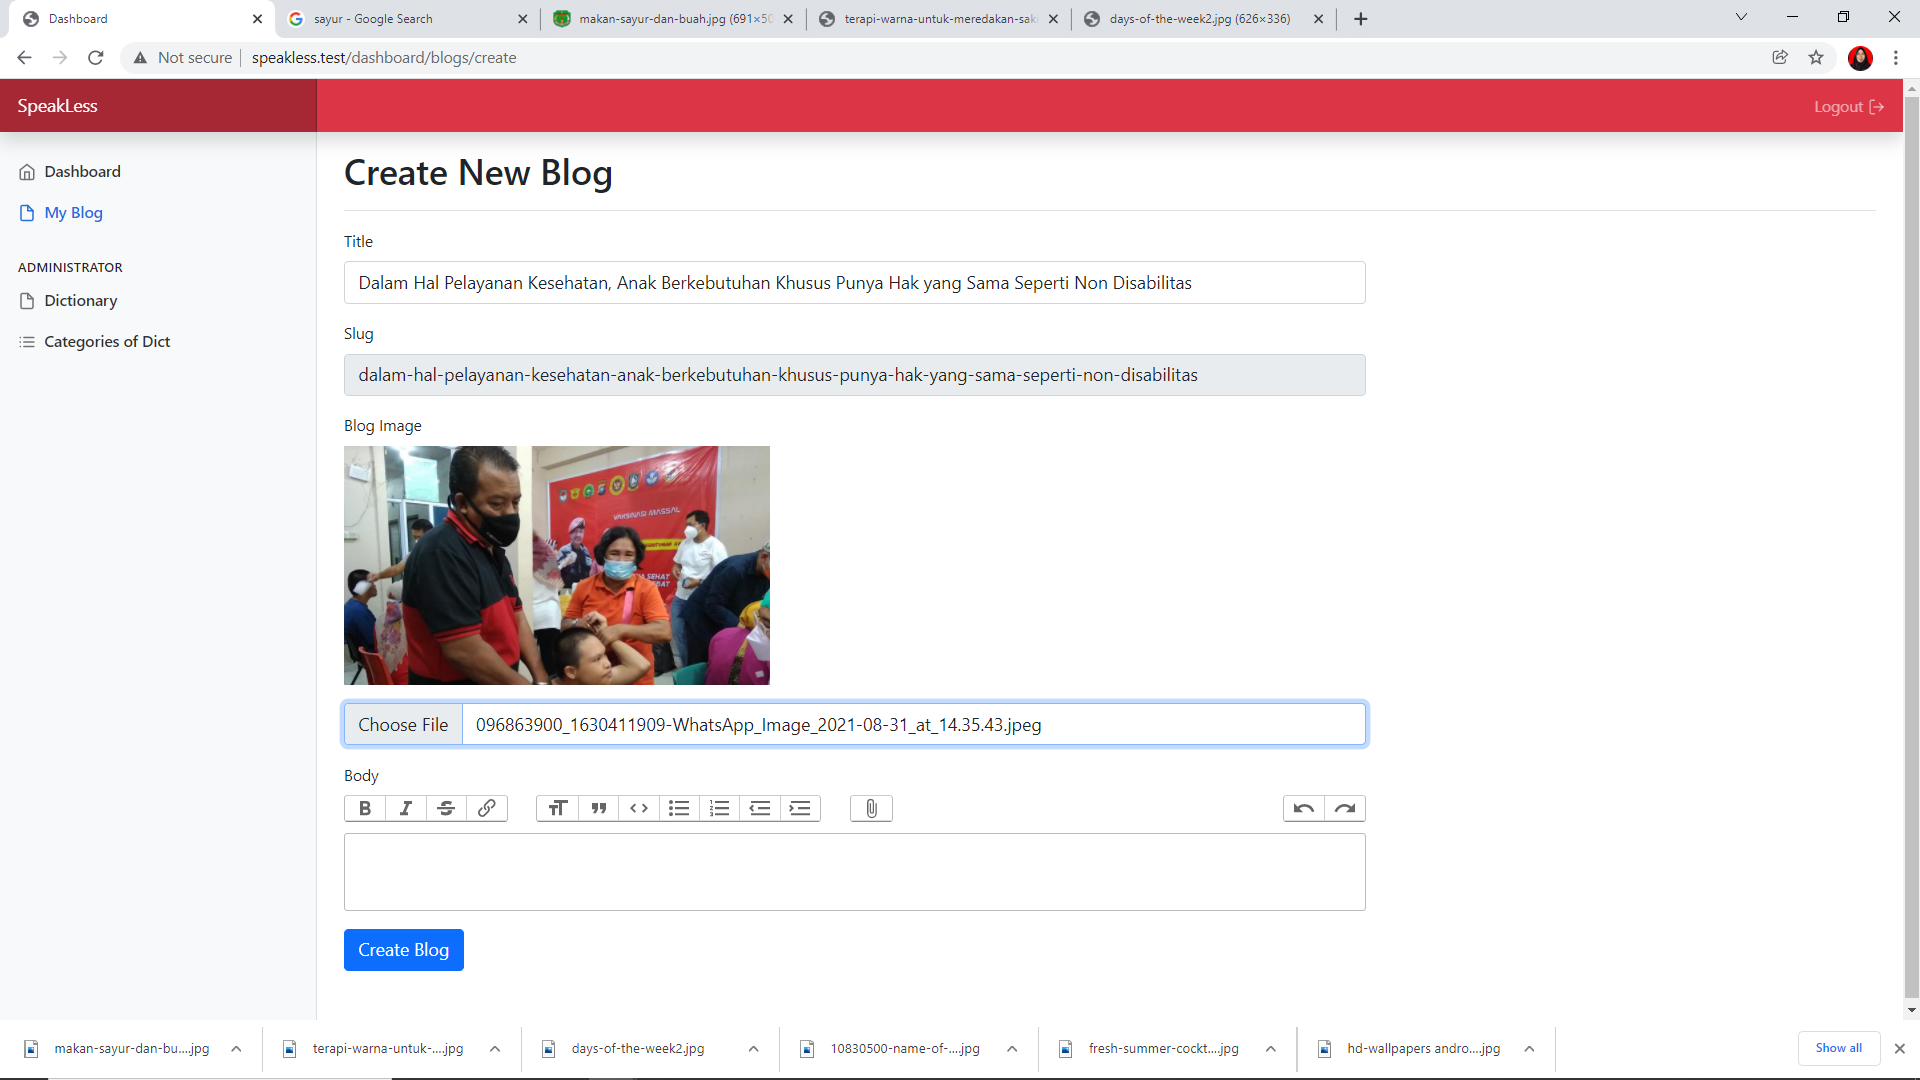 Dashboard
sayur - Google Search
makan-sayur-dan-buah.jpg (691×50
terapi-warna-untuk-meredakan-sak
days-of-the-week2.jpg (626×336)
Not secure
speakless.test/dashboard/blogs/create
SpeakLess
Logout
Dashboard
My Blog
ADMINISTRATOR
Dictionary
Categories of Dict
Create New Blog
Title
Dalam Hal Pelayanan Kesehatan, Anak Berkebutuhan Khusus Punya Hak yang Sama Seperti Non Disabilitas
Slug
dalam-hal-pelayanan-kesehatan-anak-berkebutuhan-khusus-punya-hak-yang-sama-seperti-non-disabilitas
Blog Image
VAKSINASI MASSAL
SEHAT
Choose File
096863900_1630411909-WhatsApp_Image_2021-08-31_at_14.35.43.jpeg
Body
Create Blog
makan-sayur-dan-bu....jpg
terapi-warna-untuk-....jpg
days-of-the-week2.jpg
10830500-name-of-....jpg
fresh-summer-cockt....jpg
hd-wallpapers andro....jpg
Show all